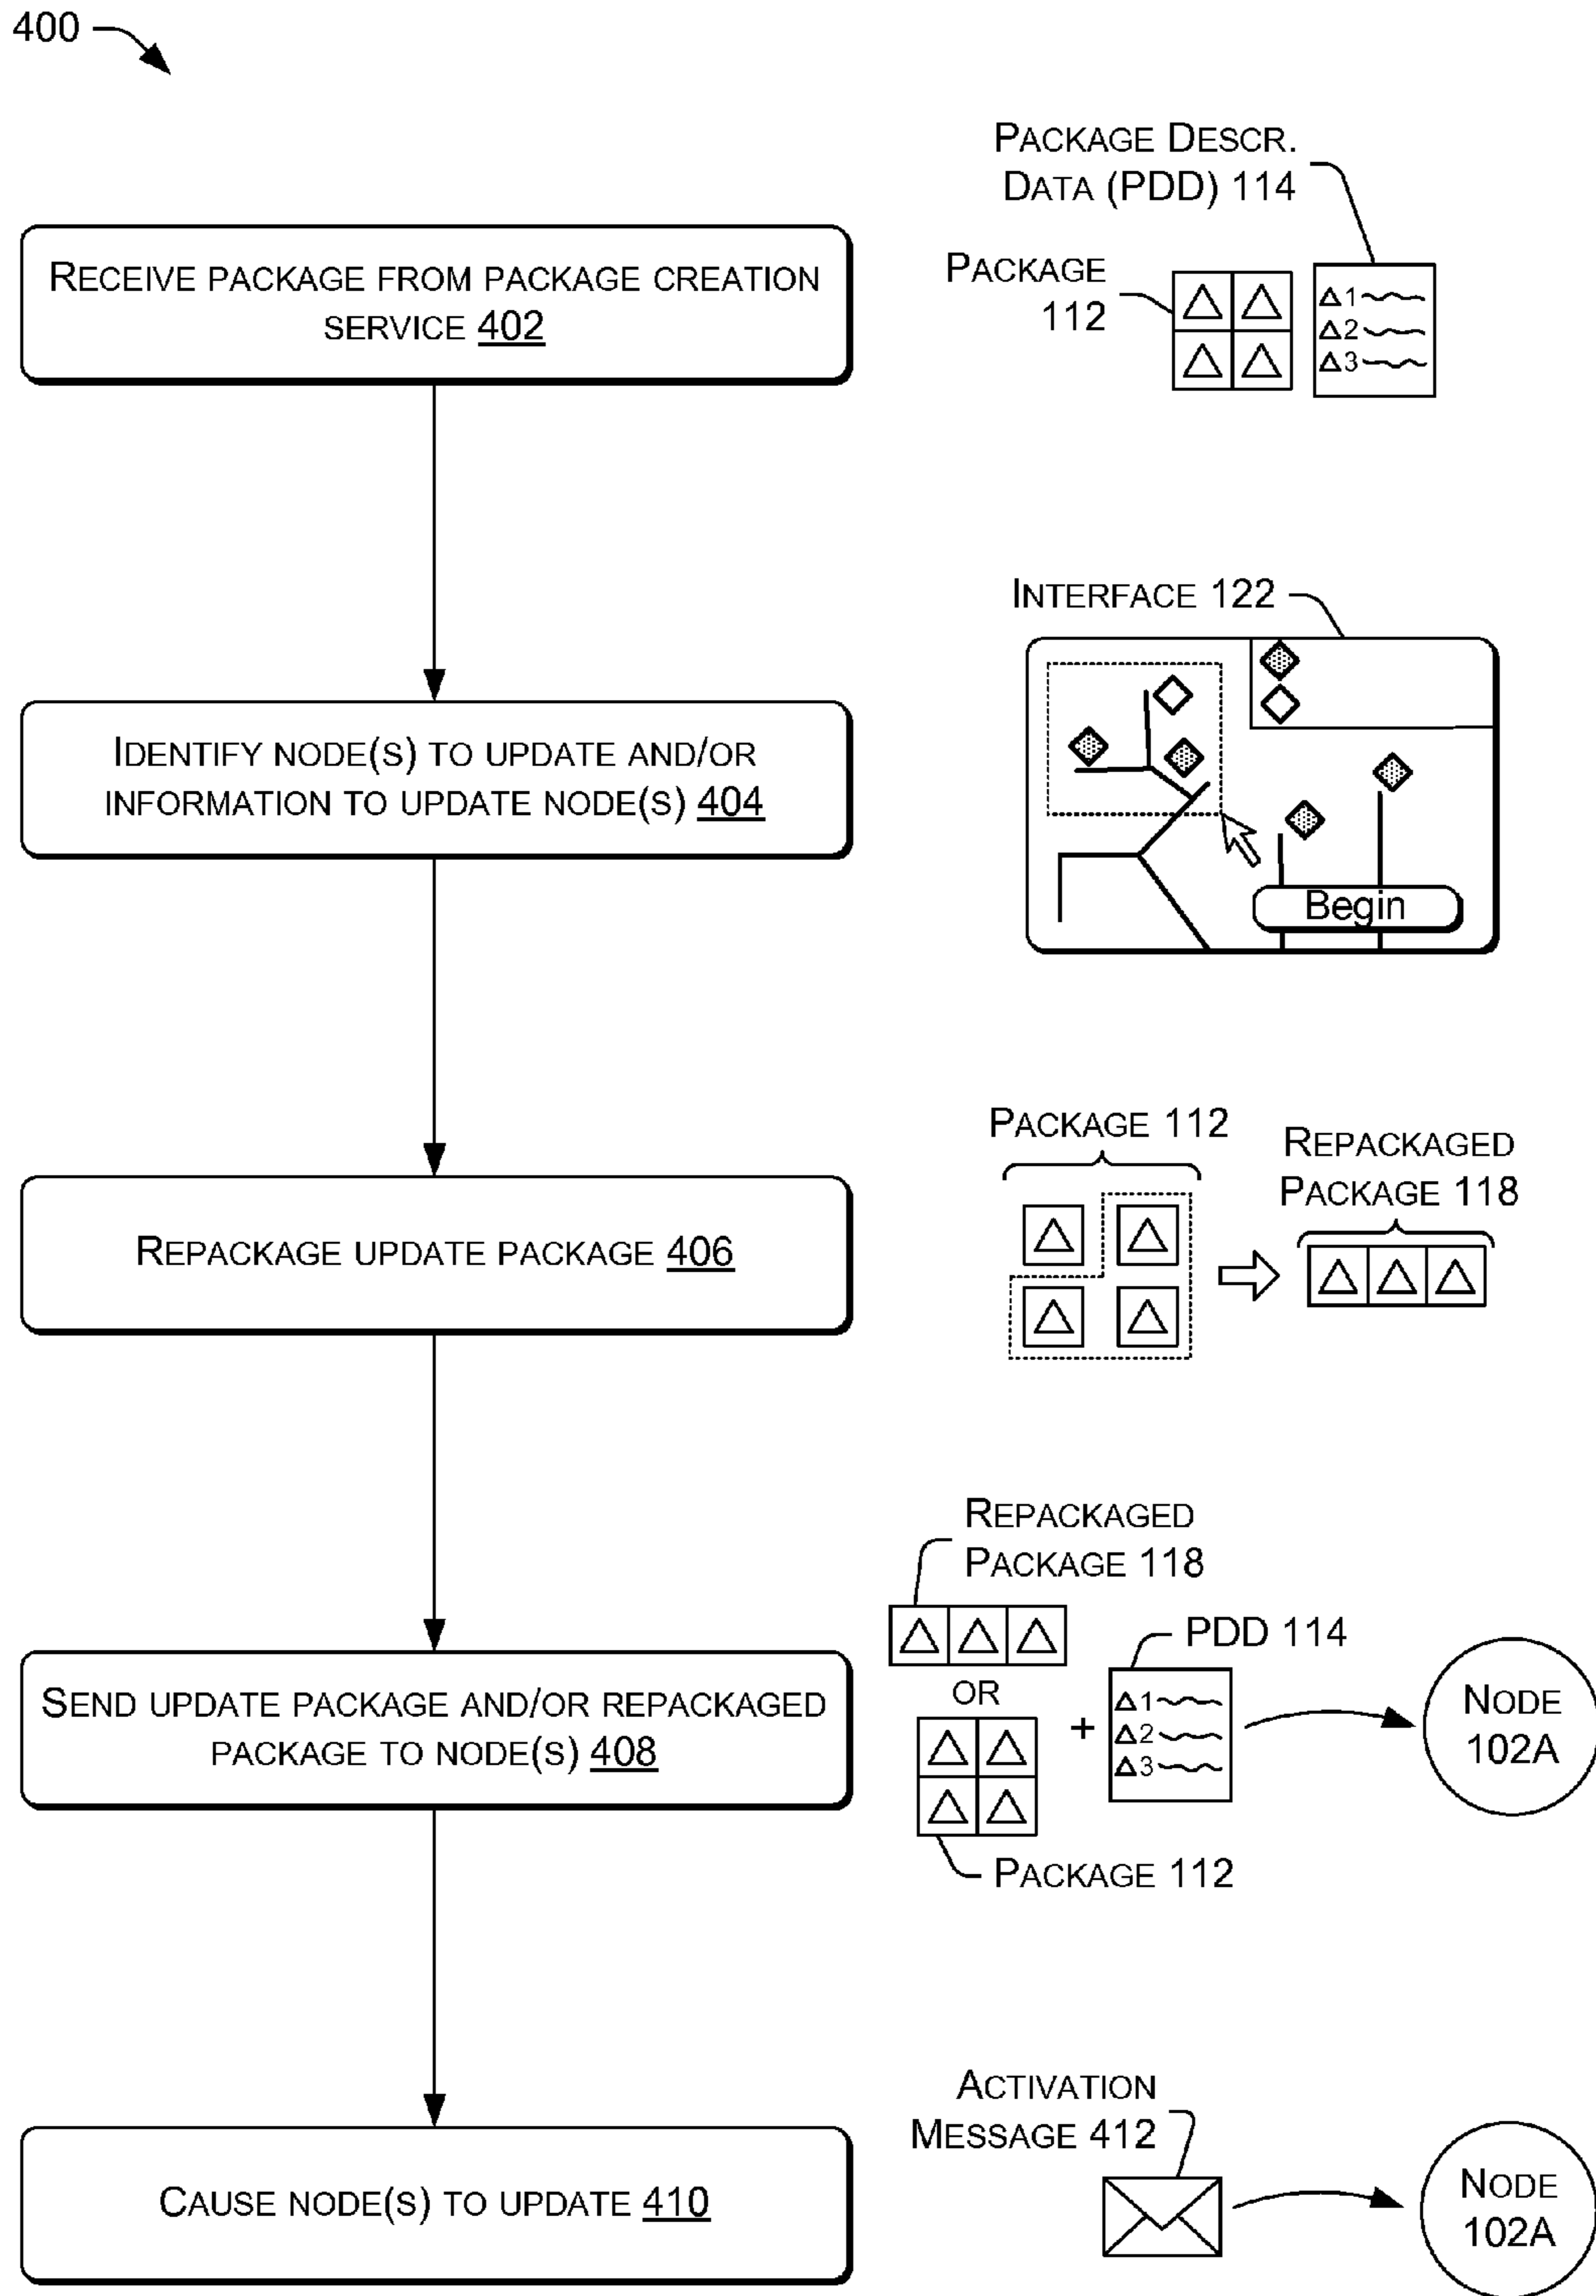 400
PACKAGE DESCR.
DATA (PDD) 114
PACKAGE
112
RECEIVE PACKAGE FROM PACKAGE CREATION
SERVICE 402
Δ1
Δ2
Δ3
INTERFACE 122
IDENTIFY NODE(S) TO UPDATE AND/OR
INFORMATION TO UPDATE NODE(S) 404
Begin
PACKAGE 112
REPACKAGED
PACKAGE 118
REPACKAGE UPDATE PACKAGE 406
REPACKAGED
PACKAGE 118
PDD 114
SEND UPDATE PACKAGE AND/OR REPACKAGED
PACKAGE TO NODE(S) 408
OR
+
Δ1
Δ2
Δ3
NODE
102A
PACKAGE 112
ACTIVATION
MESSAGE 412
CAUSE NODE(S) TO UPDATE 410
NODE
102A